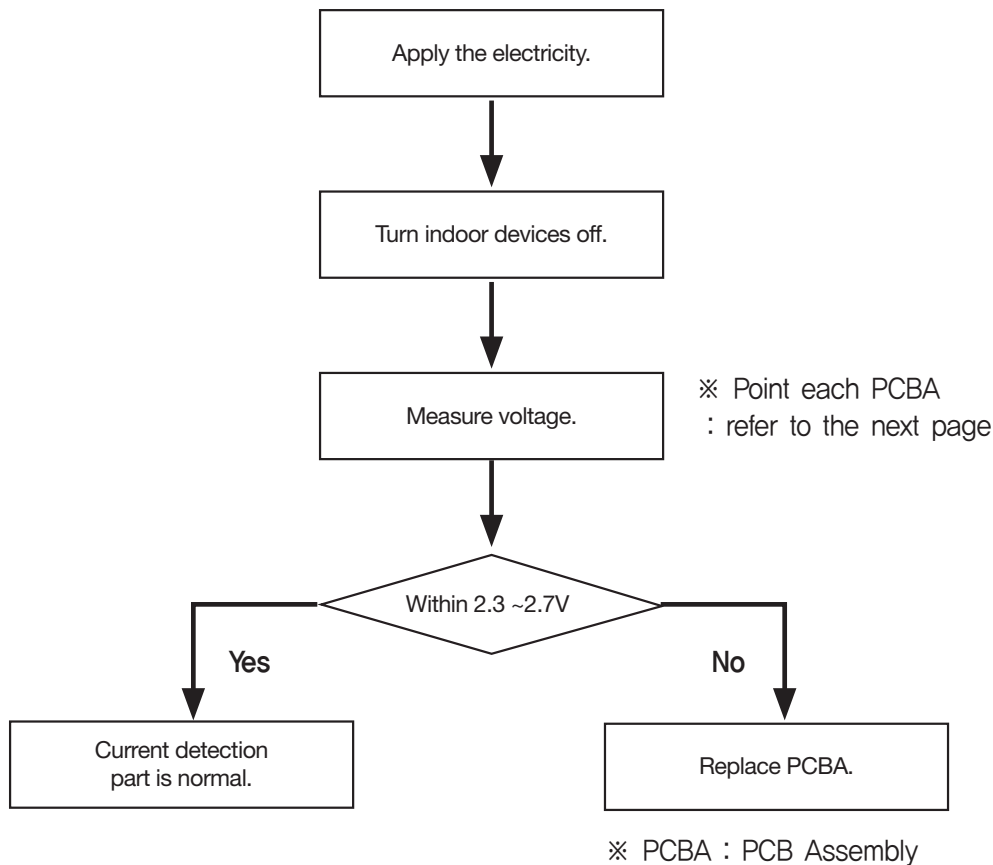 Apply the electricity.
Turn indoor devices off.
Measure voltage.
※ Point each PCBA
: refer to the next page
Within 2.3 ~2.7V
Yes
No
Current detection
part is normal.
Replace PCBA.
※ PCBA : PCB Assembly